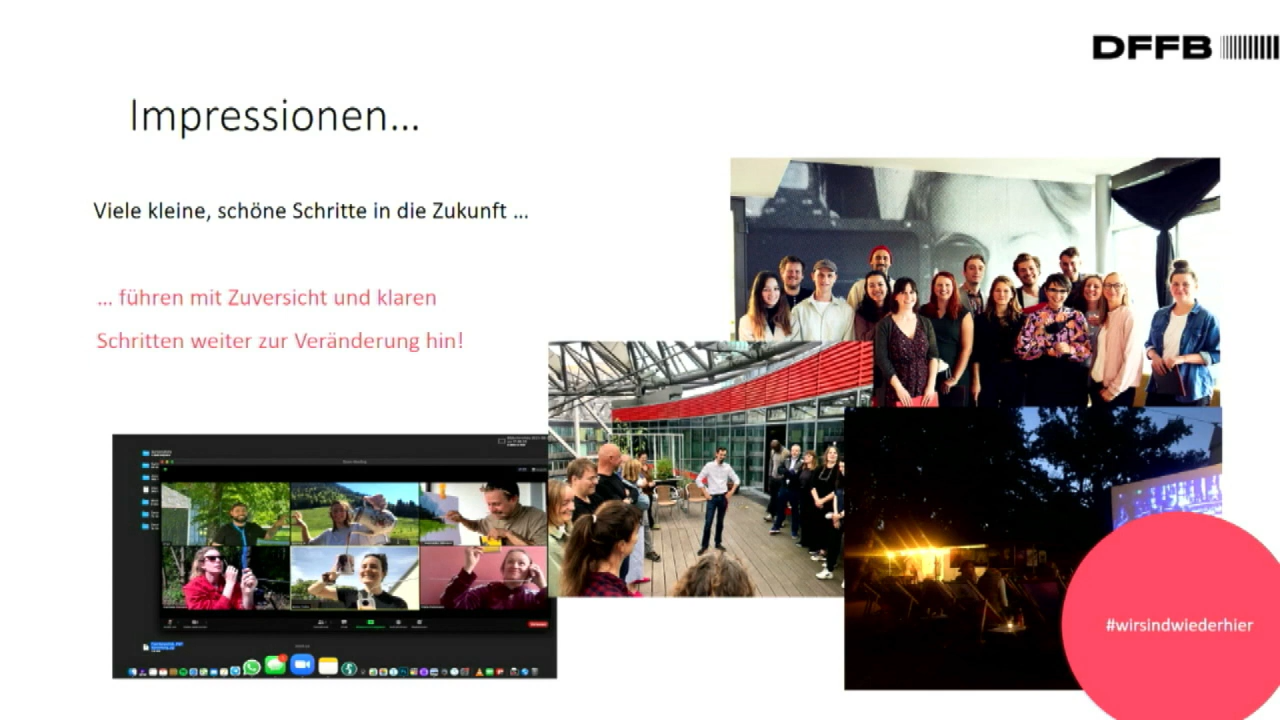 DFFB
Impressionen...
Viele kleine, schöne Schritte in die Zukunft ...
... führen mit Zuversicht und klaren
Schritten weiter zur Veränderung hin!
#wirsindwiederhier